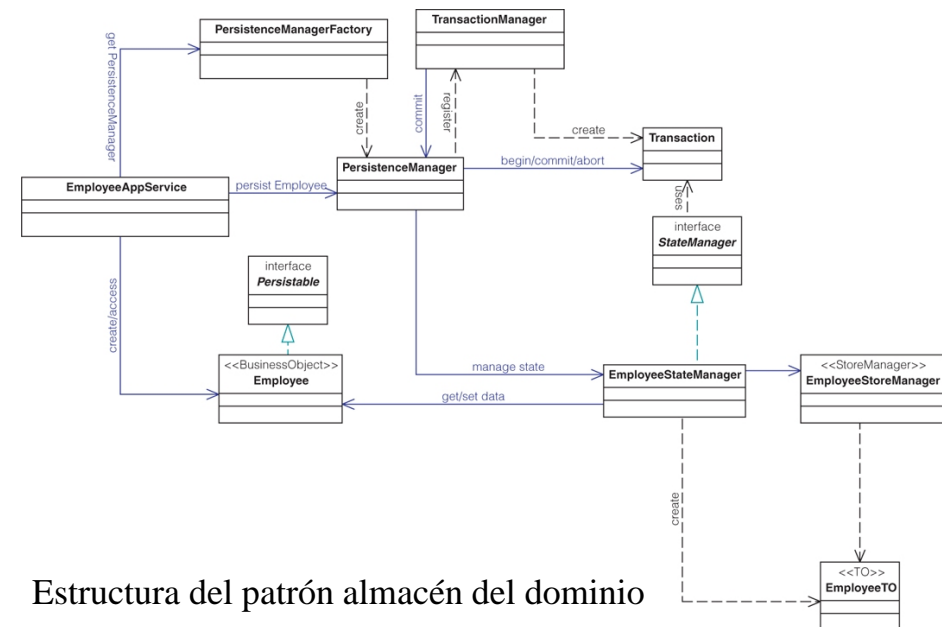 TransactionManager
PersistenceManagerFactory
get PersistenceManager
create
commit
register
create
Transaction
PersistenceManager
begin/commit/abort
EmployeeAppService
persist Employee
uses
interface
StateManager
interface
Persistable
create/access
<<BusinessObject>>
Employee
manage state
EmployeeStateManager
<<StoreManager>>
EmployeeStoreManager
get/set data
create
<<TO>>
EmployeeTO
Estructura del patrón almacén del dominio